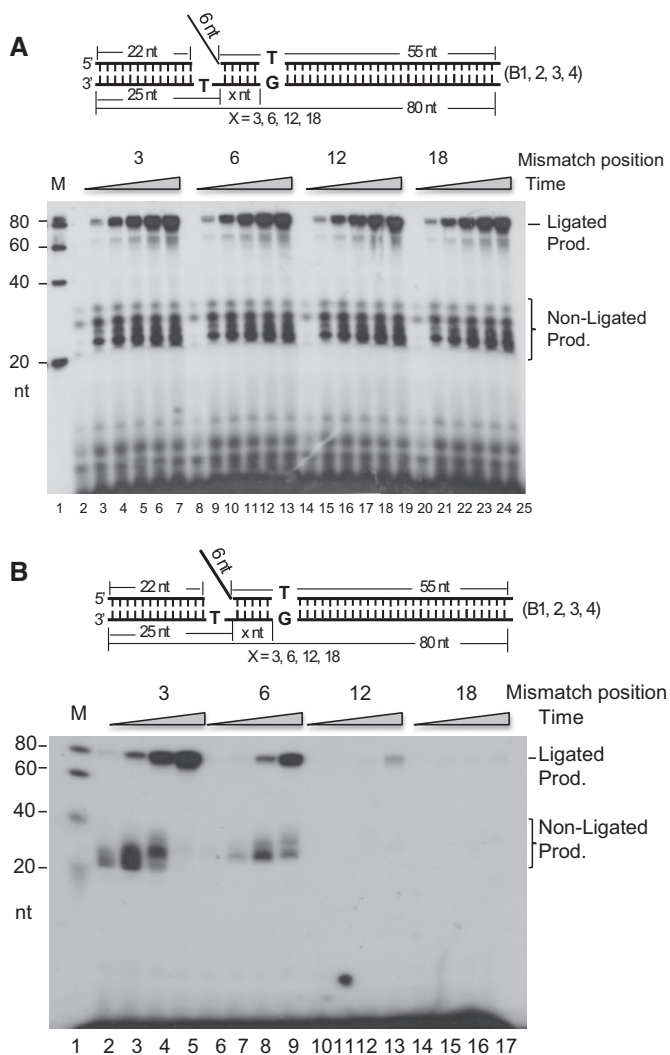 A
6 nt
22 nt
T
55 nt
5'
3'
T
G
(B1, 2, 3, 4)
25 nt
x nt
80 nt
X = 3, 6, 12, 18
3 6 12 18 Mismatch position
M
Time
80
60
40
20
nt
Ligated
Prod.
Non-Ligated
Prod.
1 2 3 4 5 6 7 8 9 10 11 12 13 14 15 16 17 18 19 20 21 22 23 24 25
B
6 nt
22 nt
T
55 nt
5'
3'
T
G
(B1, 2, 3, 4)
25 nt
x nt
80 nt
X = 3, 6, 12, 18
3 6 12 18 Mismatch position
M
Time
80
60
40
20
nt
Ligated
Prod.
Non-Ligated
Prod.
1 2 3 4 5 6 7 8 9 10 11 12 13 14 15 16 17